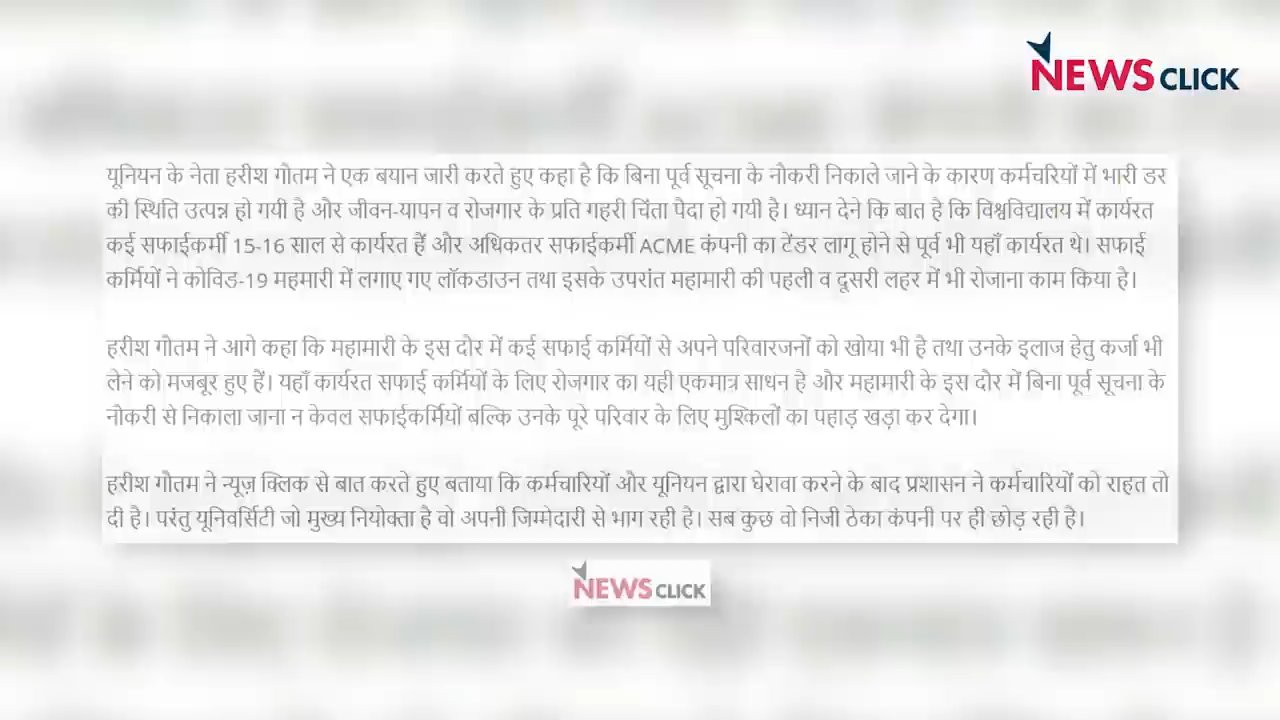 NEWS CLICK
यूनियन के नेता हरीश गौतम ने एक बयान जारी करते हुए कहा है कि बिना पूर्व सूचना के नौकरी निकाले जाने के कारण कर्मचरियों में भारी डर
की स्थिति उत्पन्न हो गयी है और जीवन-यापन व रोजगार के प्रति गहरी चिंता पैदा हो गयी है। ध्यान देने कि बात है कि विश्वविद्यालय में कार्यरत
कई सफाईकर्मी 15-16 साल से कार्यरत हैं और अधिकतर सफाईकर्मी ACME कंपनी का टेंडर लागू होने से पूर्व भी यहाँ कार्यरत थे। सफाई
कर्मियों ने कोविड-19 महमारी में लगाए गए लॉकडाउन तथा इसके उपरांत महामारी की पहली व दूसरी लहर में भी रोजाना काम किया है।
हरीश गौतम ने आगे कहा कि महामारी के इस दौर में कई सफाई कर्मियों से अपने परिवारजनों को खोया भी है तथा उनके इलाज हेतु कर्जा भी
लेने को मजबूर हुए हैं। यहाँ कार्यरत सफाई कर्मियों के लिए रोजगार का यही एकमात्र साधन है और महामारी के इस दौर में बिना पूर्व सूचना के
नौकरी से निकाला जाना न केवल सफाईकर्मियों बल्कि उनके पूरे परिवार के लिए मुश्किलों का पहाड़ खड़ा कर देगा।
हरीश गौतम ने न्यूज़ क्लिक से बात करते हुए बताया कि कर्मचारियों और यूनियन द्वारा घेरावा करने के बाद प्रशासन ने कर्मचारियों को राहत तो
दी है। परंतु यूनिवर्सिटी जो मुख्य नियोक्ता है वो अपनी जिम्मेदारी से भाग रही है। सब कुछ वो निजी ठेका कंपनी पर ही छोड़ रही है।
NEWS CLICK